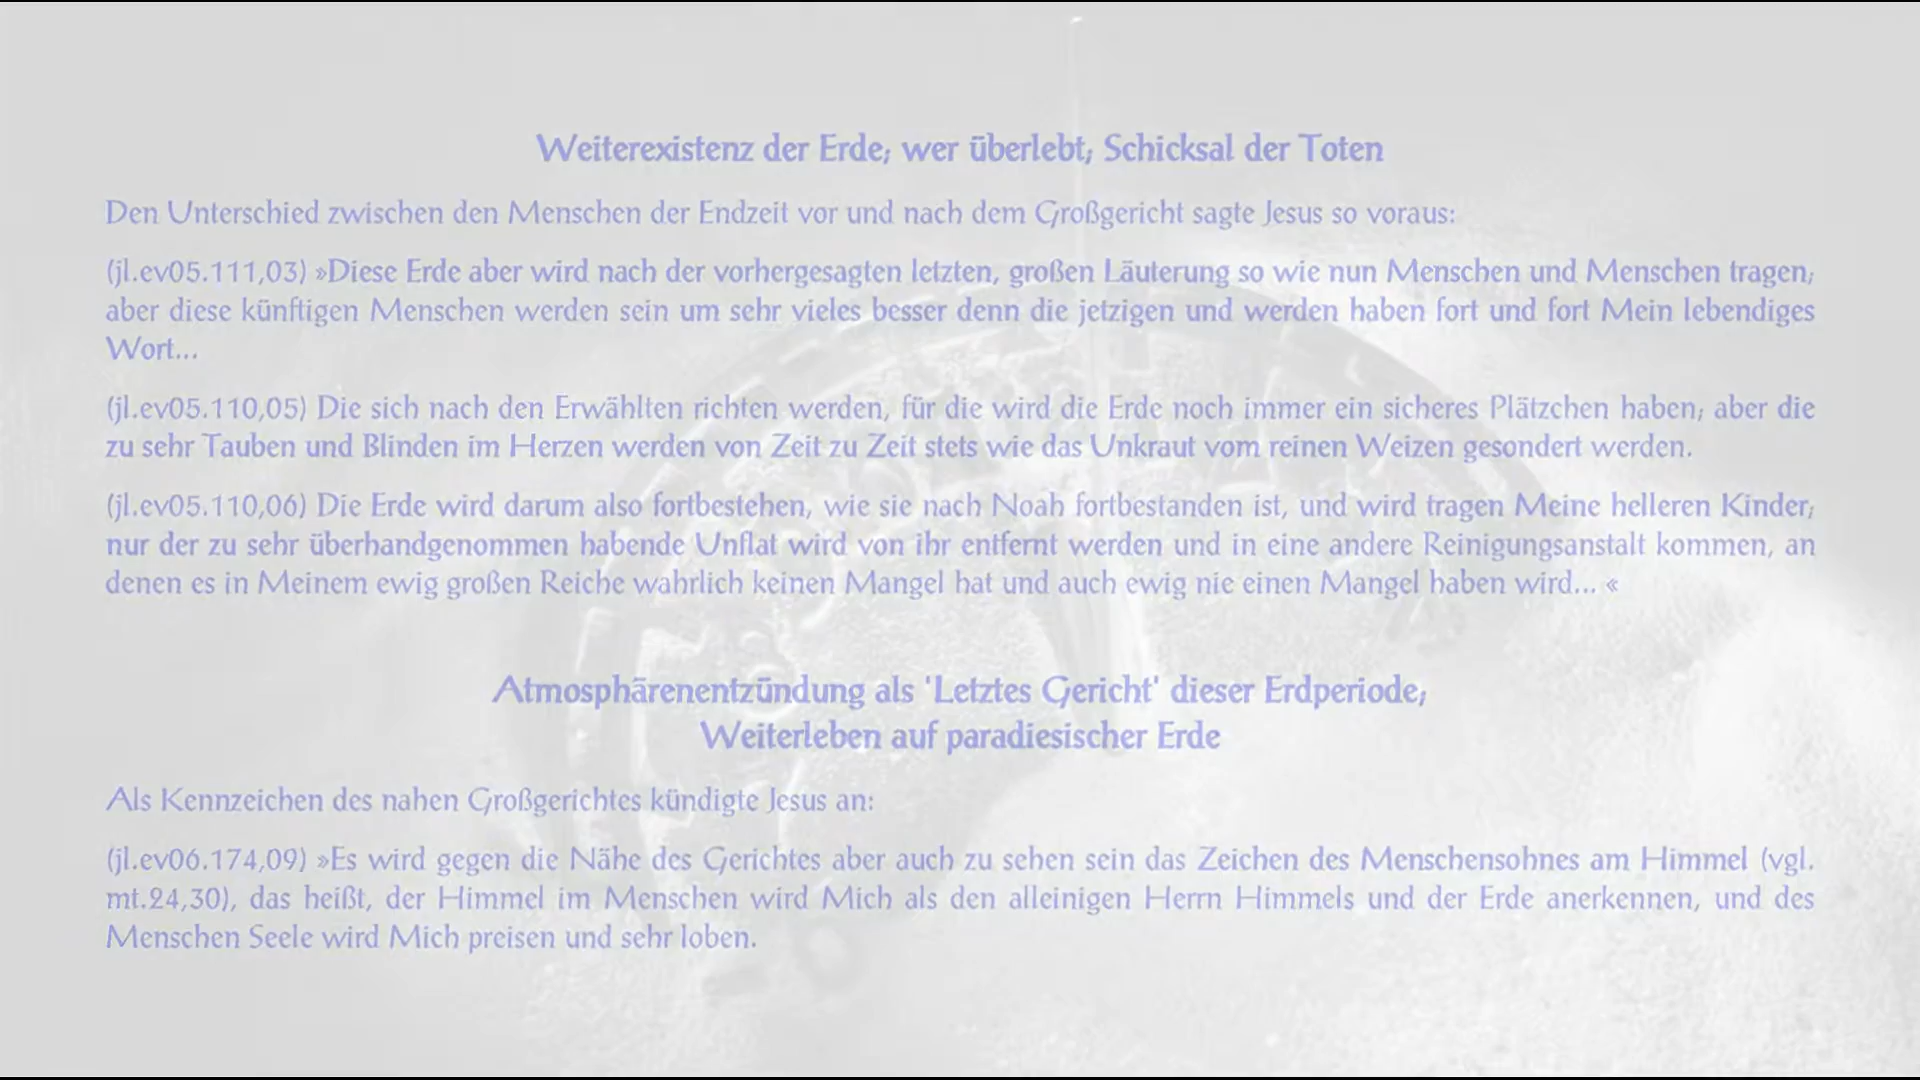 Weiterexistenz der Erde; wer überlebt; Schicksal der Toten
Den Unterschied zwischen den Menschen der Endzeit vor und nach dem Großgericht sagte Jesus so voraus:
(jl.ev05.111,03) »Diese Erde aber wird nach der vorhergesagten letzten, großen Läuterung so wie nun Menschen und Menschen tragen;
aber diese künftigen Menschen werden sein um sehr vieles besser denn die jetzigen und werden haben fort und fort Mein lebendiges
Wort...
(jl.ev05.110,05) Die sich nach den Erwählten richten werden, für die wird die Erde noch immer ein sicheres Plätzchen haben; aber die
zu sehr Tauben und Blinden im Herzen werden von Zeit zu Zeit stets wie das Unkraut vom reinen Weizen gesondert werden.
(jl.ev05.110,06) Die Erde wird darum also fortbestehen, wie sie nach Noah fortbestanden ist, und wird tragen Meine helleren Kinder;
nur der zu sehr überhandgenommen habende Unflat wird von ihr entfernt werden und in eine andere Reinigungsanstalt kommen, an
denen es in Meinem ewig großen Reiche wahrlich keinen Mangel hat und auch ewig nie einen Mangel haben wird... «
Atmosphärenentzündung als 'Letztes Gericht' dieser Erdperiode;
Weiterleben auf paradiesischer Erde
Als Kennzeichen des nahen Großgerichtes kündigte Jesus an:
(jl.ev06.174,09) »Es wird gegen die Nähe des Gerichtes aber auch zu sehen sein das Zeichen des Menschensohnes am Himmel (vgl.
mt.24,30), das heißt, der Himmel im Menschen wird Mich als den alleinigen Herrn Himmels und der Erde anerkennen, und des
Menschen Seele wird Mich preisen und sehr loben.